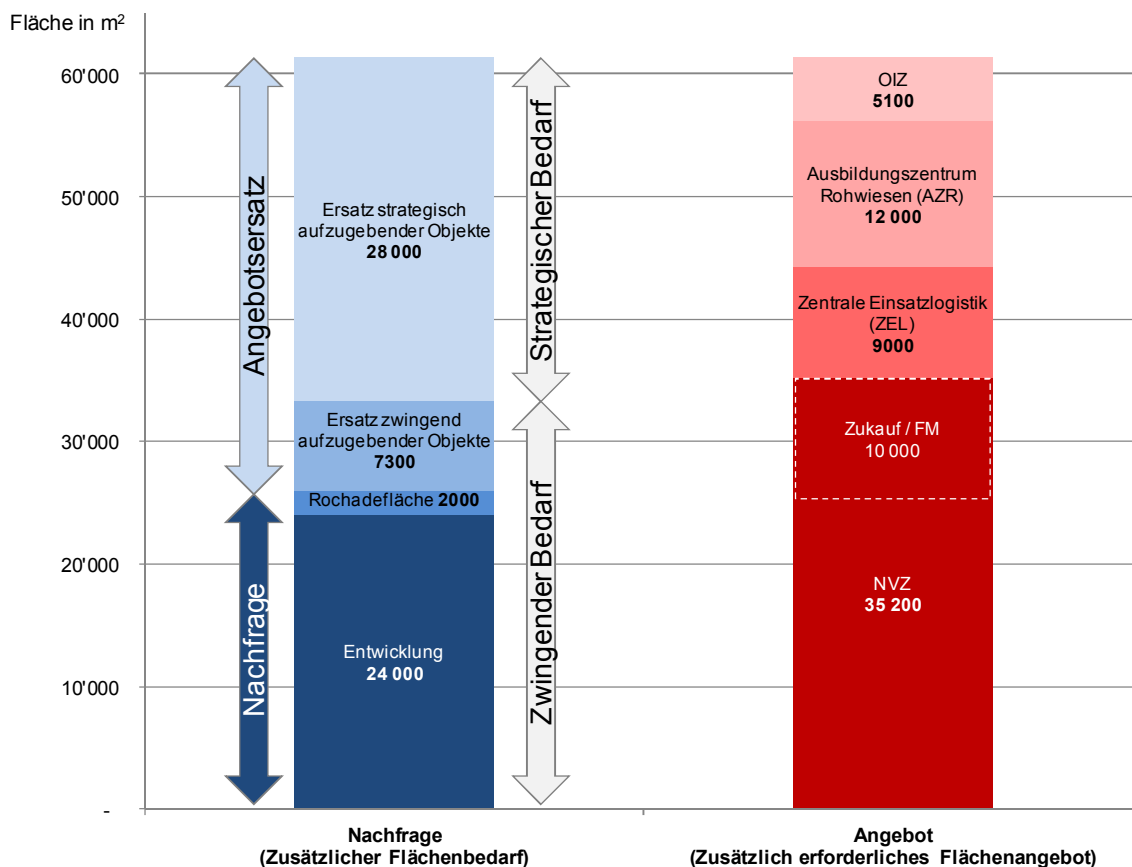 Fläche in m²
60'000
50'000
40'000
30'000
20'000
10'000
-
Angebotsersatz
Nachfrage
Ersatz strategisch
aufzugebender Objekte
28 000
Ersatz zwingend
aufzugebender Objekte
7300
Rochadefläche 2000
Entwicklung
24 000
Strategischer Bedarf
Zwingender Bedarf
OIZ
5100
Ausbildungszentrum
Rohwiesen (AZR)
12 000
Zentrale Einsatzlogistik
(ZEL)
9000
Zukauf / FM
10 000
NVZ
35 200
Nachfrage
(Zusätzlicher Flächenbedarf)
Angebot
(Zusätzlich erforderliches Flächenangebot)